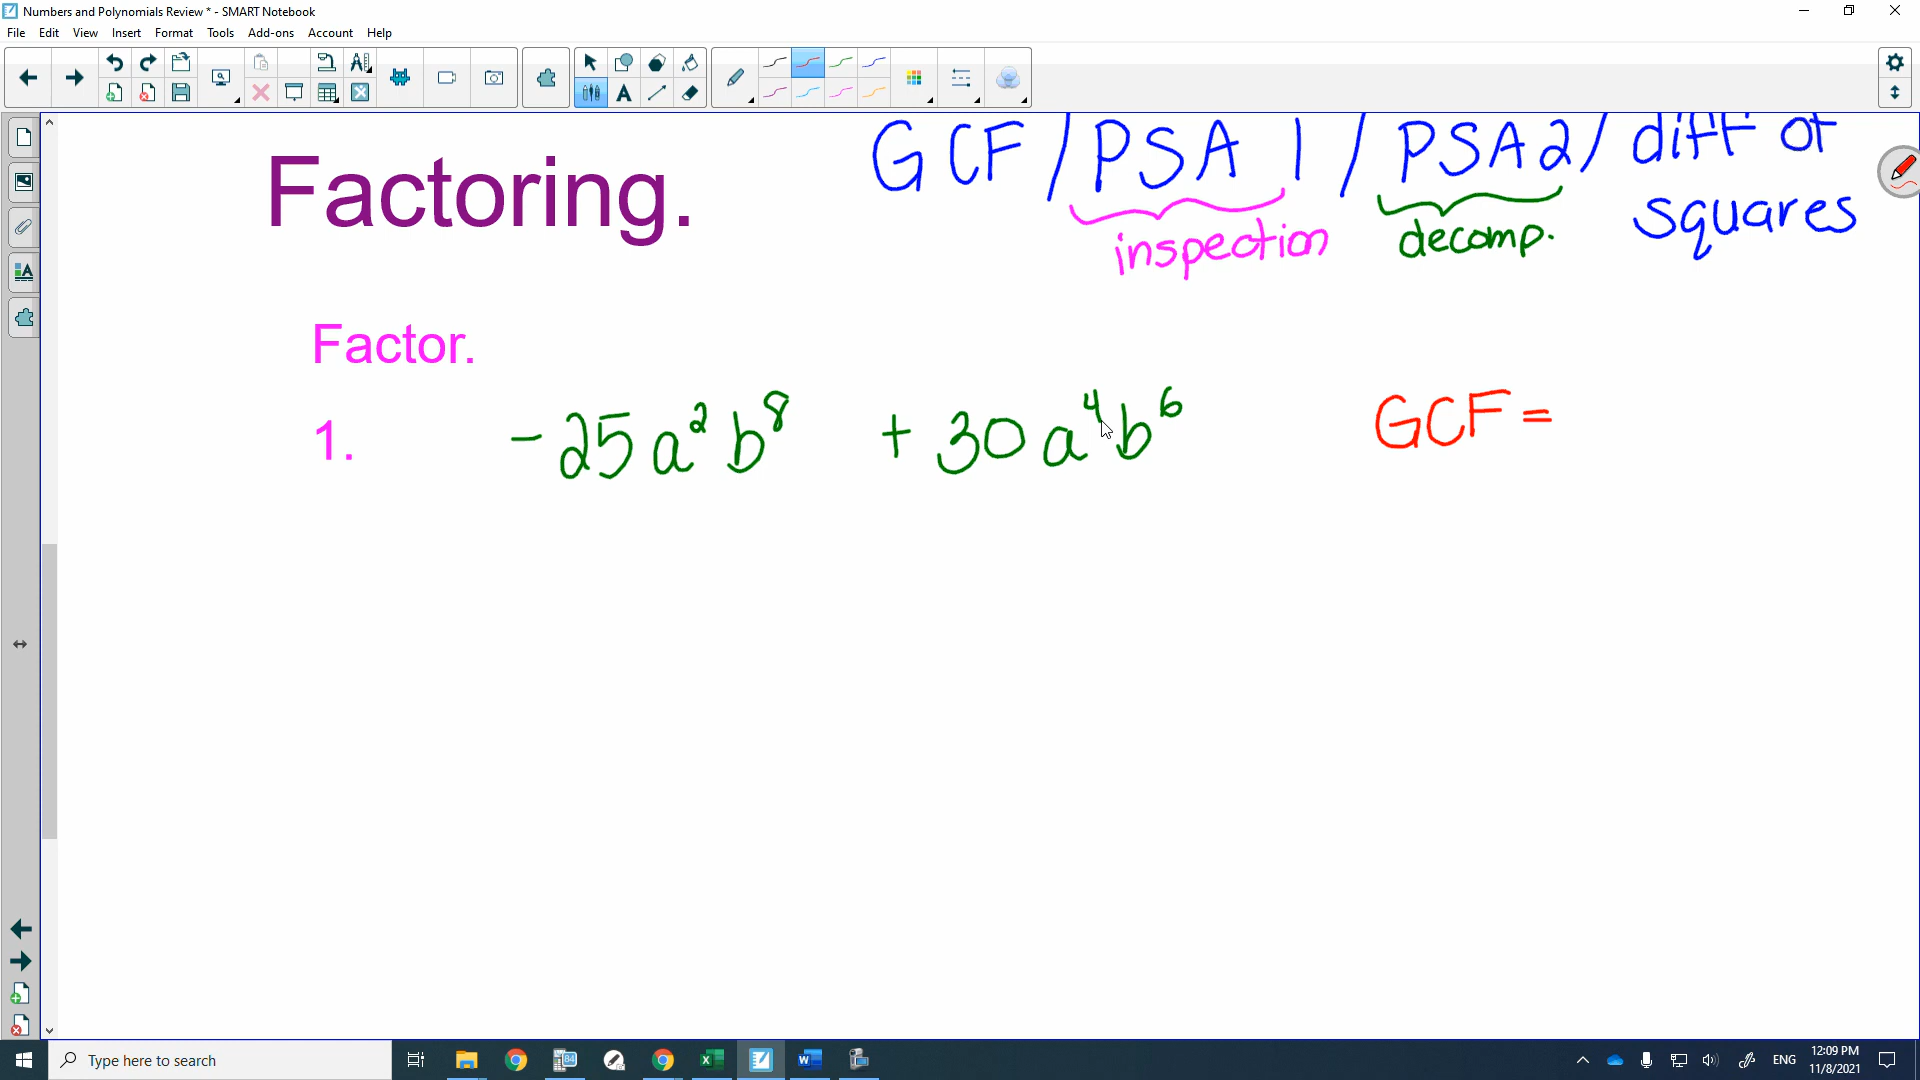 Numbers and Polynomials Review * - SMART Notebook
File Edit View Insert Format Tools Add-ons Account Help
GCF / PSA 1 / PSA2 / diff of squares
inspection
decomp.
Factoring.
Factor.
1. -25a²b⁸ + 30a⁴b⁶
GCF =
Type here to search
ENG
12:09 PM
11/8/2021